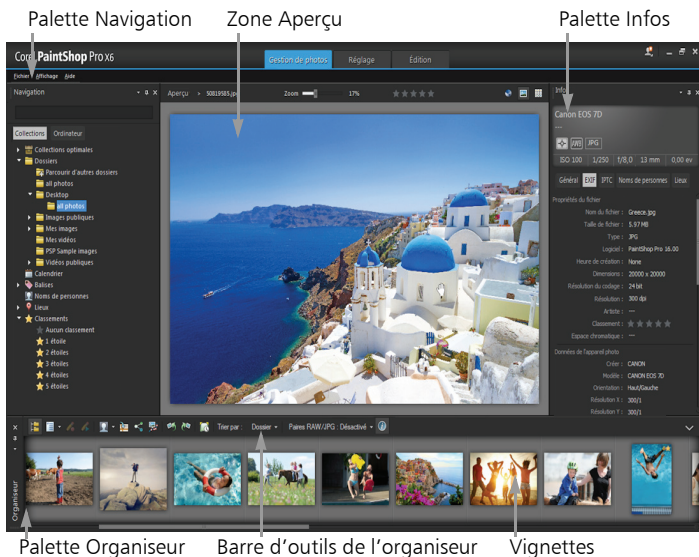 Palette Navigation Zone Aperçu Palette Infos
Corel PaintShop Pro X6 Gestion de photos Réglage Édition
Fichier Affichage Aide
Navigation
Aperçu > 50819585.jpg Zoom 17%
Infos
Canon EOS 7D
---
AWB JPG
ISO 100 1/250 f/8,0 13 mm 0,00 ev
Collections Ordinateur
Collections optimales
Dossiers
Parcourir d'autres dossiers
all photos
Desktop
all photos
Images publiques
Mes images
Mes vidéos
PSP Sample images
Vidéos publiques
Calendrier
Balises
Noms de personnes
Lieux
Classements
Aucun classement
1 étoile
2 étoiles
3 étoiles
4 étoiles
5 étoiles
Général EXIF IPTC Noms de personnes Lieux
Propriétés du fichier
Nom du fichier : Greece.jpg
Taille de fichier : 5.97 MB
Type : JPG
Logiciel : PaintShop Pro 16.00
Heure de création : None
Dimensions : 20000 x 20000
Résolution du codage : 24 bit
Résolution : 300 dpi
Artiste : ---
Classement :
Espace chromatique : ---
Données de l'appareil photo
Créer : CANON
Modèle : CANON EOS 7D
Orientation : Haut/Gauche
Résolution X : 300/1
Résolution Y : 300/1
Trier par : Dossier Paires RAW/JPG : Désactivé
Organiseur
Palette Organiseur Barre d'outils de l'organiseur Vignettes